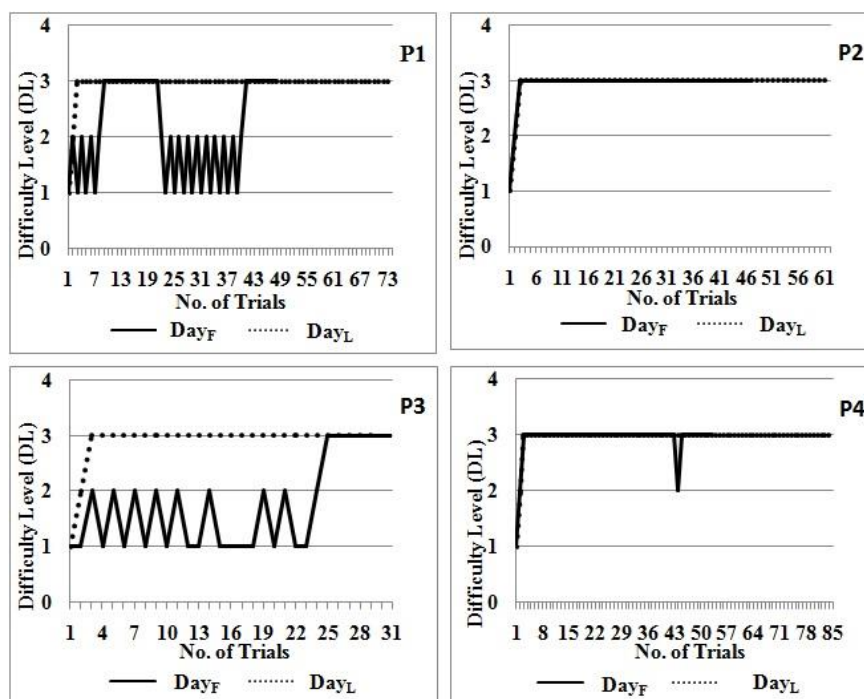 P1
Difficulty Level (DL)
4
3
2
1
0
1 7 13 19 25 31 37 43 49 55 61 67 73
No. of Trials
DayF DayL
P2
Difficulty Level (DL)
4
3
2
1
0
1 6 11 16 21 26 31 36 41 46 51 56 61
No. of Trials
DayF DayL
P3
Difficulty Level (DL)
4
3
2
1
0
1 4 7 10 13 16 19 22 25 28 31
No. of Trials
DayF DayL
P4
Difficulty Level (DL)
4
3
2
1
0
1 8 15 22 29 36 43 50 57 64 71 78 85
No. of Trials
DayF DayL